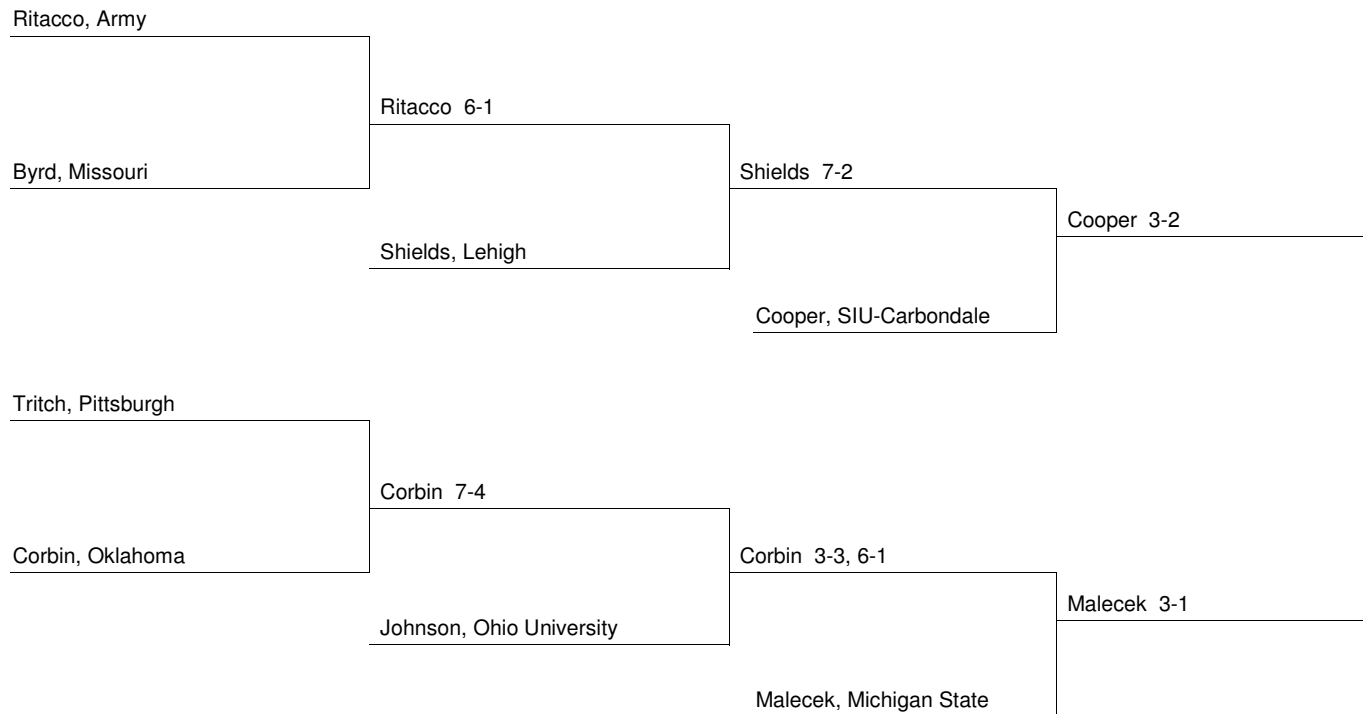 Ritacco, Army
Ritacco 6-1
Byrd, Missouri
Shields 7-2
Cooper 3-2
Shields, Lehigh
Cooper, SIU-Carbondale
Tritch, Pittsburgh
Corbin 7-4
Corbin, Oklahoma
Corbin 3-3, 6-1
Malecek 3-1
Johnson, Ohio University
Malecek, Michigan State